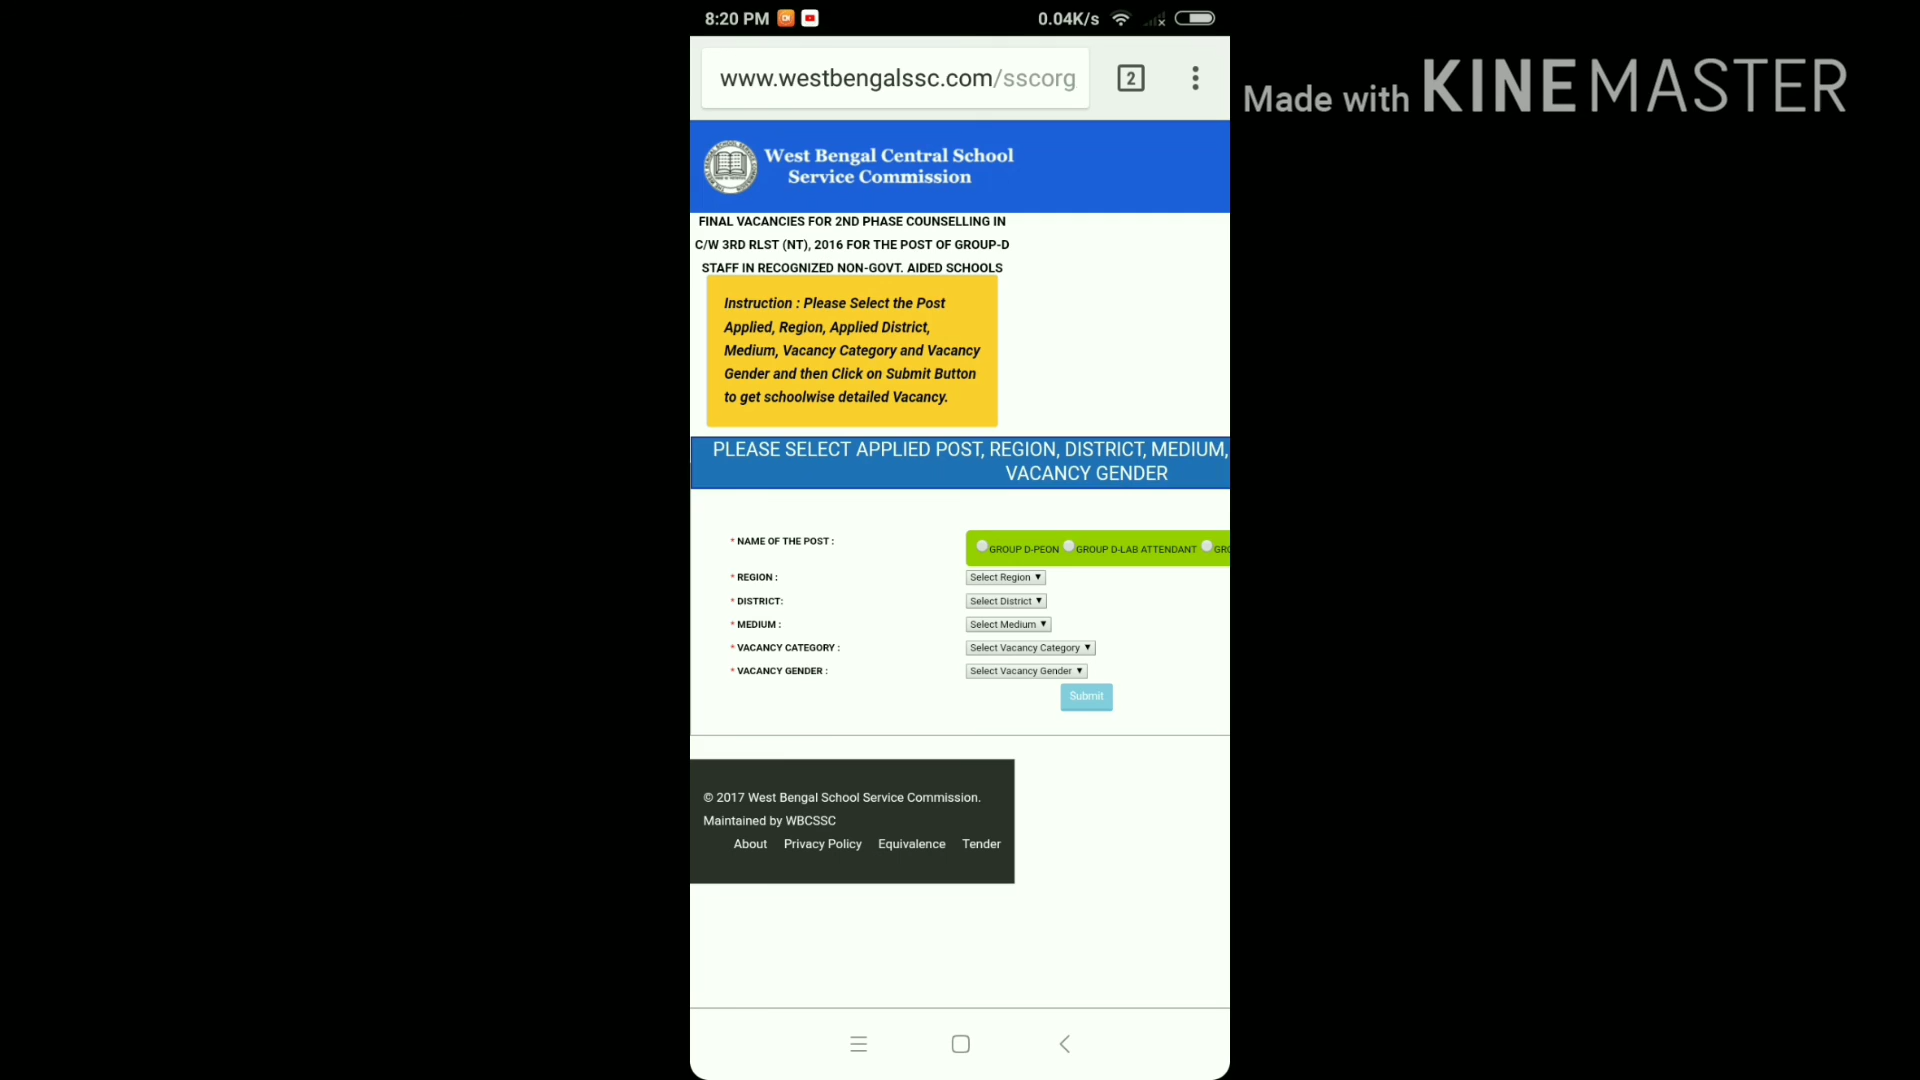 8:20 PM
0.04K/s
www.westbengalssc.com/sscorg
2
Made with KINEMASTER
West Bengal Central School
Service Commission
FINAL VACANCIES FOR 2ND PHASE COUNSELLING IN
C/W 3RD RLST (NT), 2016 FOR THE POST OF GROUP-D
STAFF IN RECOGNIZED NON-GOVT. AIDED SCHOOLS
Instruction : Please Select the Post
Applied, Region, Applied District,
Medium, Vacancy Category and Vacancy
Gender and then Click on Submit Button
to get schoolwise detailed Vacancy.
PLEASE SELECT APPLIED POST, REGION, DISTRICT, MEDIUM,
VACANCY GENDER
* NAME OF THE POST :
GROUP D-PEON GROUP D-LAB ATTENDANT GRO
* REGION :
Select Region
* DISTRICT:
Select District
* MEDIUM :
Select Medium
* VACANCY CATEGORY :
Select Vacancy Category
* VACANCY GENDER :
Select Vacancy Gender
Submit
© 2017 West Bengal School Service Commission.
Maintained by WBCSSC
About Privacy Policy Equivalence Tender